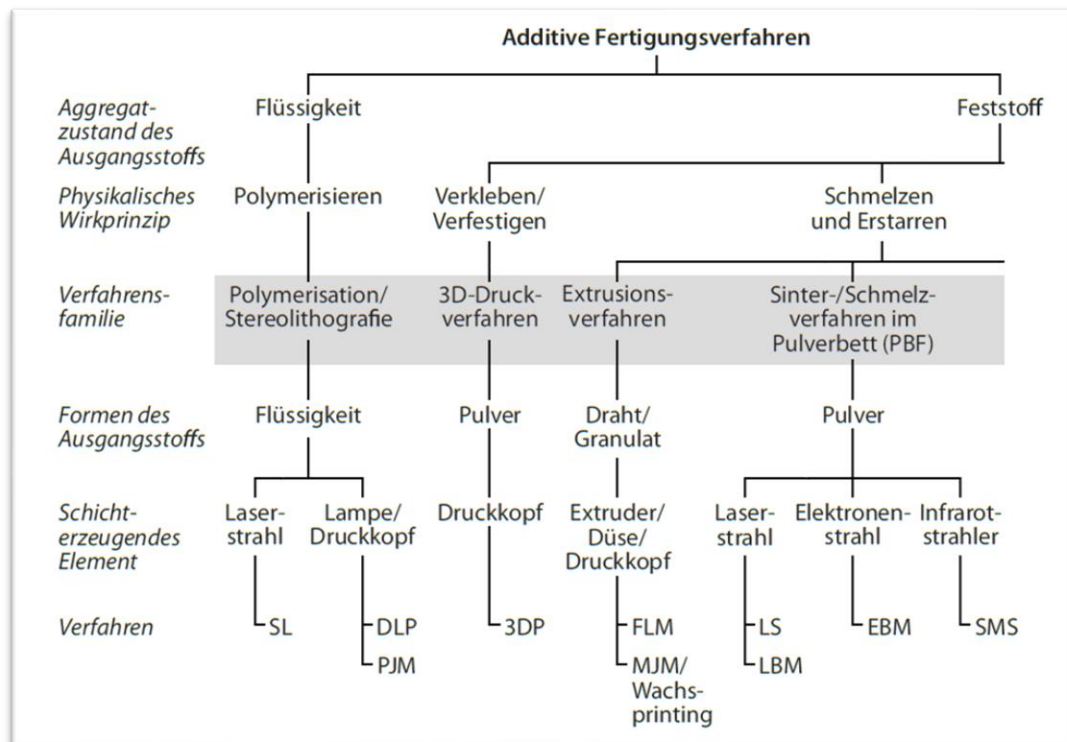 Additive Fertigungsverfahren
Aggregat-
zustand des
Ausgangsstoffs
Flüssigkeit
Feststoff
Physikalisches
Wirkprinzip
Polymerisieren
Verkleben/
Verfestigen
Schmelzen
und Erstarren
Verfahrens-
familie
Polymerisation/
Stereolithografie
3D-Druck-
verfahren
Extrusions-
verfahren
Sinter-/Schmelz-
verfahren im
Pulverbett (PBF)
Formen des
Ausgangsstoffs
Flüssigkeit
Pulver
Draht/
Granulat
Pulver
Schicht-
erzeugendes
Element
Laser-
strahl
Lampe/
Druckkopf
Druckkopf
Extruder/
Düse/
Druckkopf
Laser-
strahl
Elektronen-
strahl
Infrarot-
strahler
Verfahren
SL
DLP
PJM
3DP
FLM
MJM/
Wachs-
printing
LS
LBM
EBM
SMS